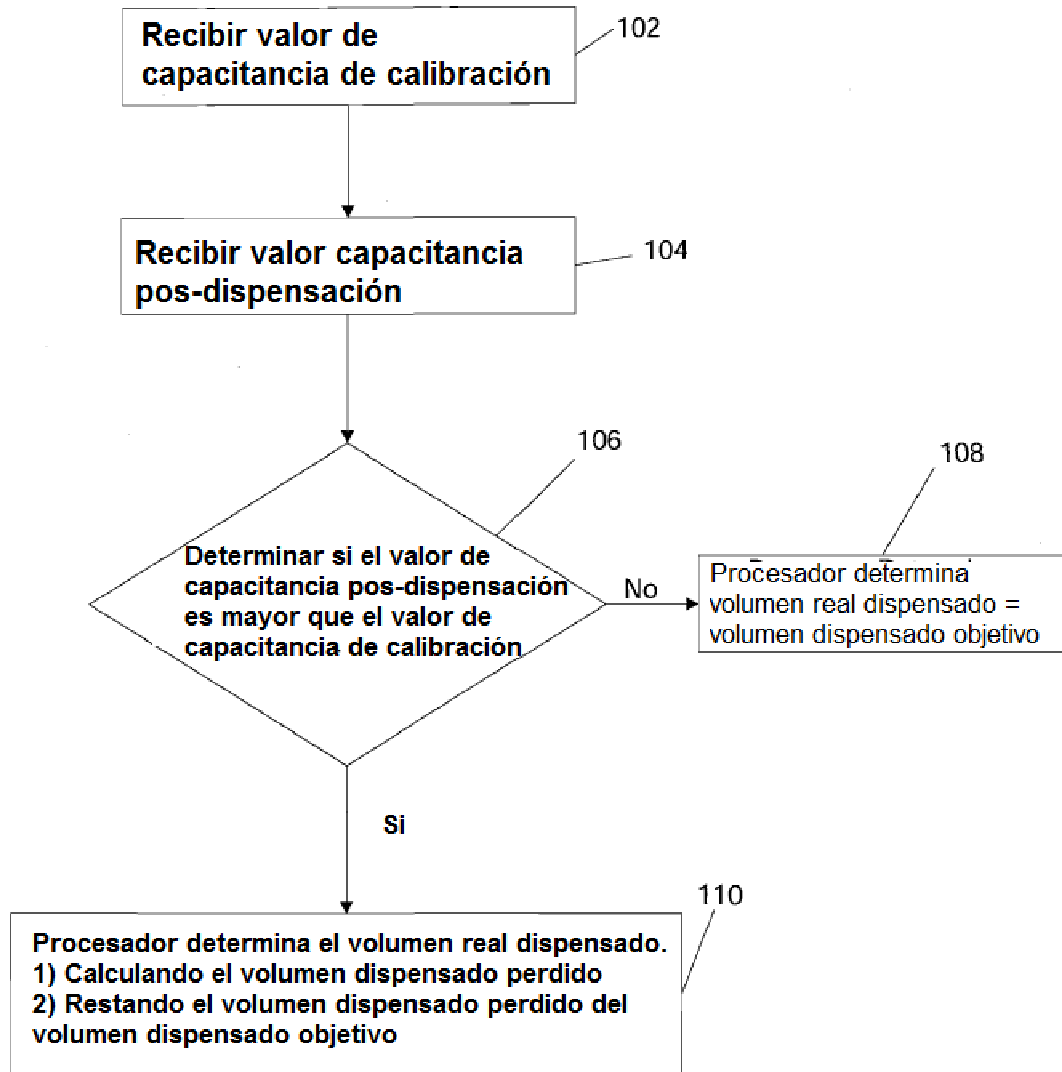 Recibir valor de
capacitancia de calibración
102
Recibir valor capacitancia
pos-dispensación
104
106
Determinar si el valor de
capacitancia pos-dispensación
es mayor que el valor de
capacitancia de calibración
No
108
Procesador determina
volumen real dispensado =
volumen dispensado objetivo
Si
110
Procesador determina el volumen real dispensado.
1) Calculando el volumen dispensado perdido
2) Restando el volumen dispensado perdido del
volumen dispensado objetivo